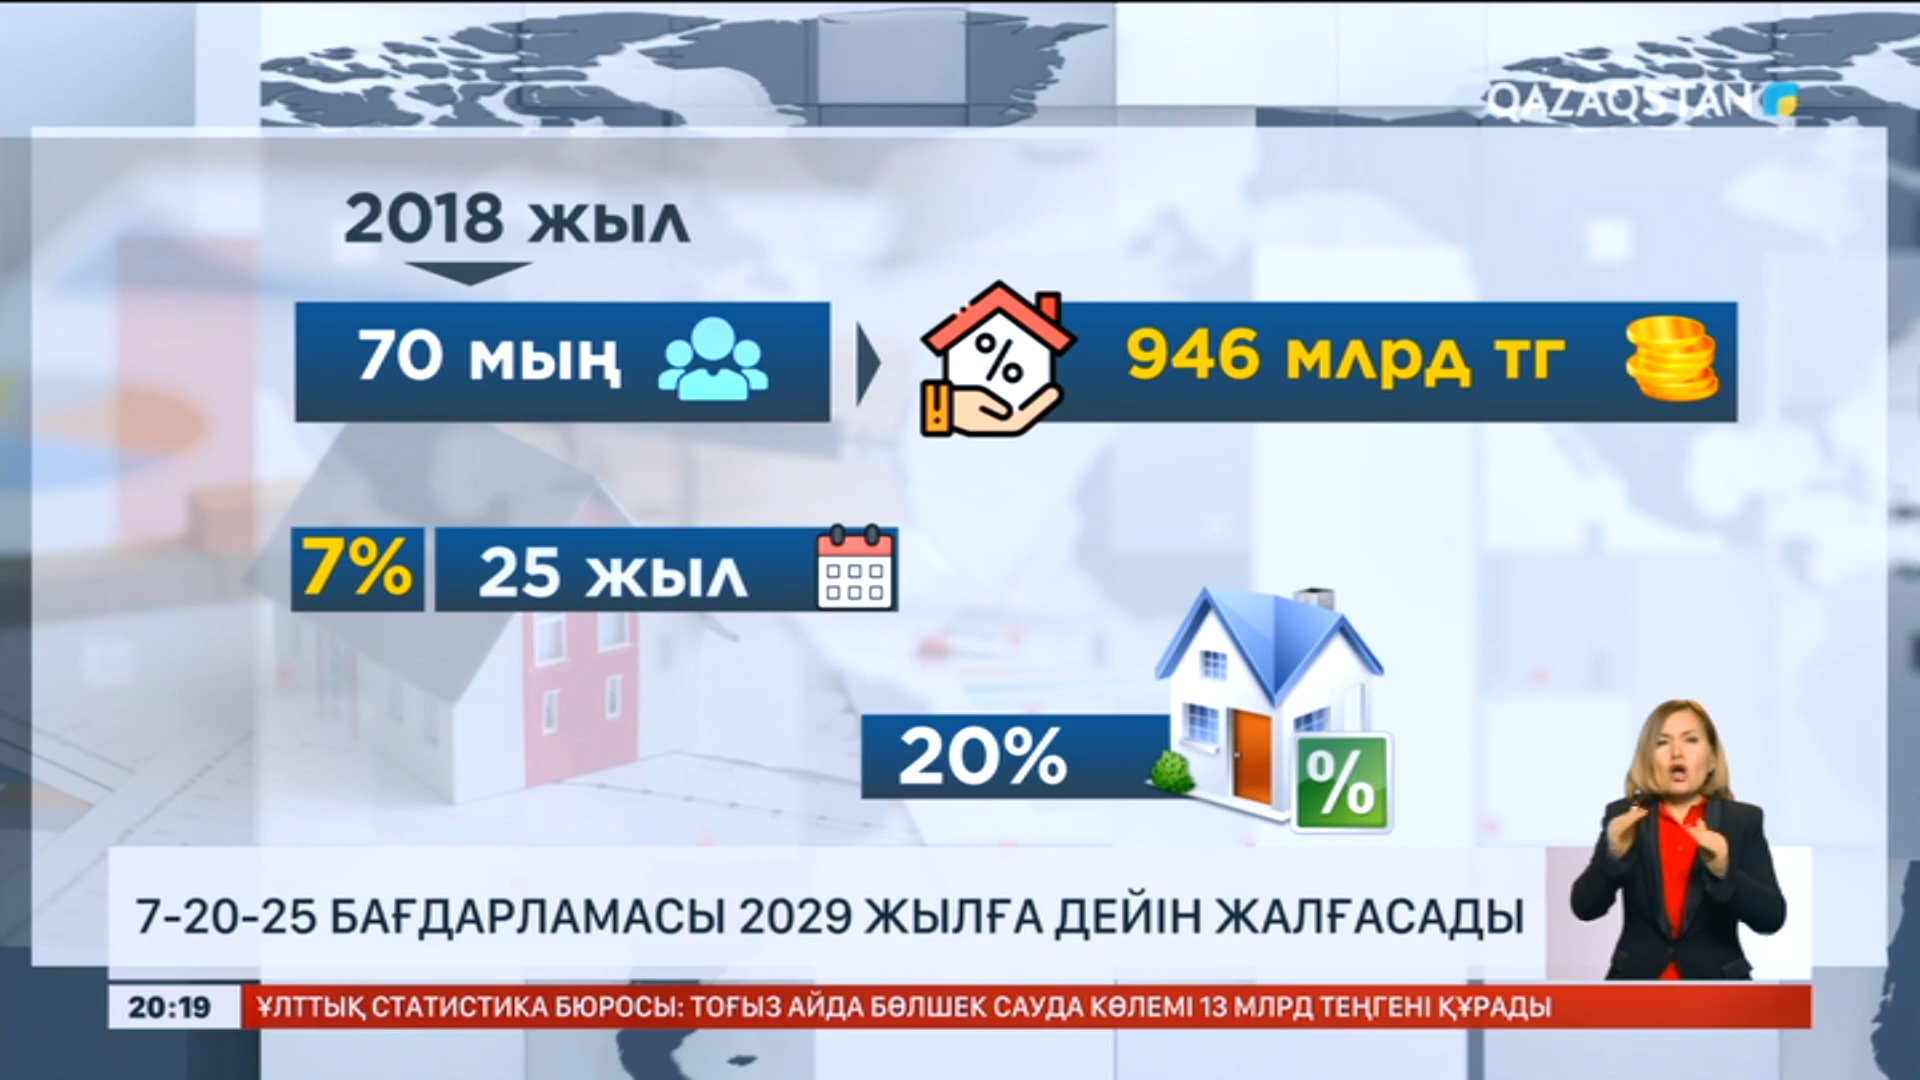 QAZAQSTAN
2018 жыл
70 мың
%
946 млрд тг
7%
25 жыл
20%
%
7-20-25 БАҒДАРЛАМАСЫ 2029 ЖЫЛҒА ДЕЙІН ЖАЛҒАСАДЫ
20:19
ҰЛТТЫҚ СТАТИСТИКА БЮРОСЫ: ТОҒЫЗ АЙДА БӨЛШЕК САУДА КӨЛЕМІ 13 МЛРД ТЕҢГЕНІ ҚҰРАДЫ